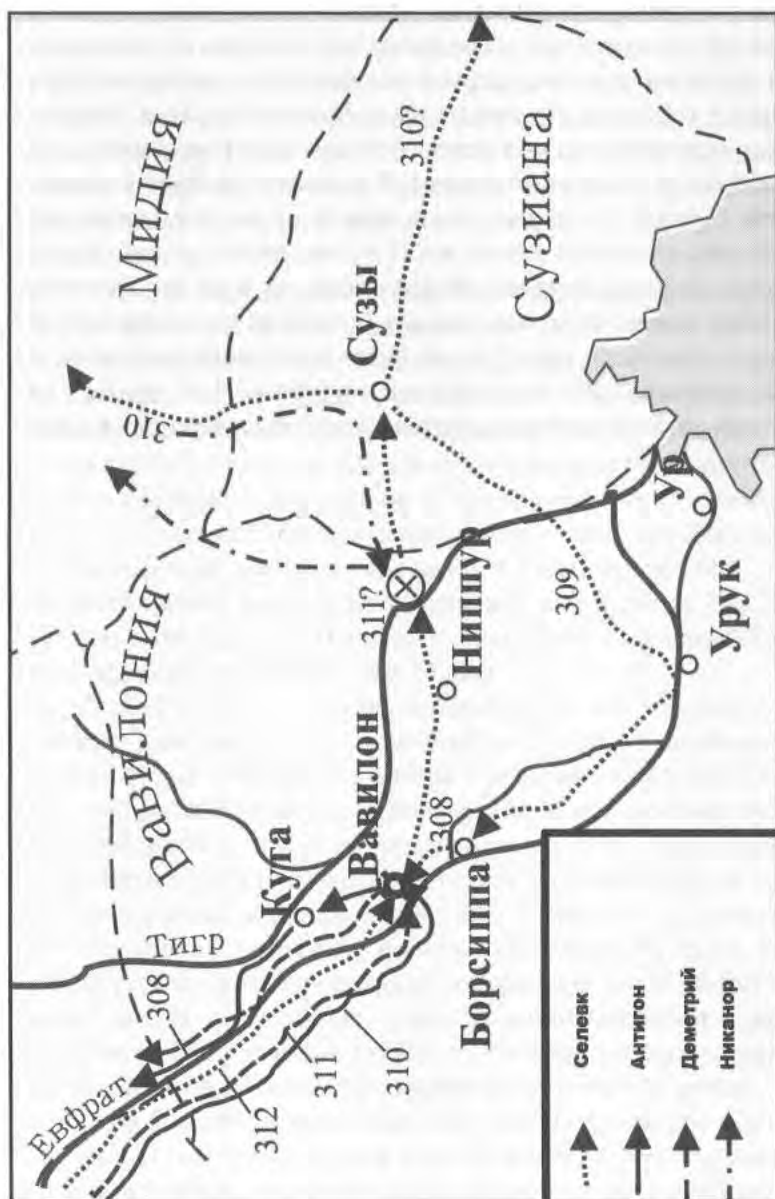 Мидия
Вавилония
Сузиана
Сузы
Тигр
Евфрат
Кута
Вавилон
Ниппур
Борсиппа
Урук
Ур
308
312
311
310
308
311?
309
310
310?
Селевк
Антигон
Деметрий
Никанор